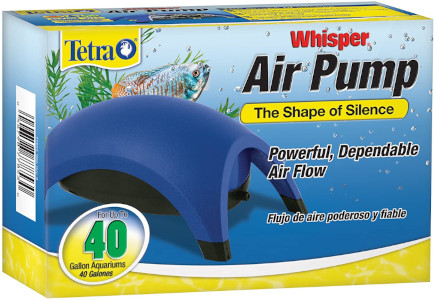 Tetra
Whisper
Air Pump
The Shape of Silence
Powerful, Dependable
Air Flow
Flujo de aire poderoso y fiable
For Up to
40
Gallon Aquariums
40 Galones